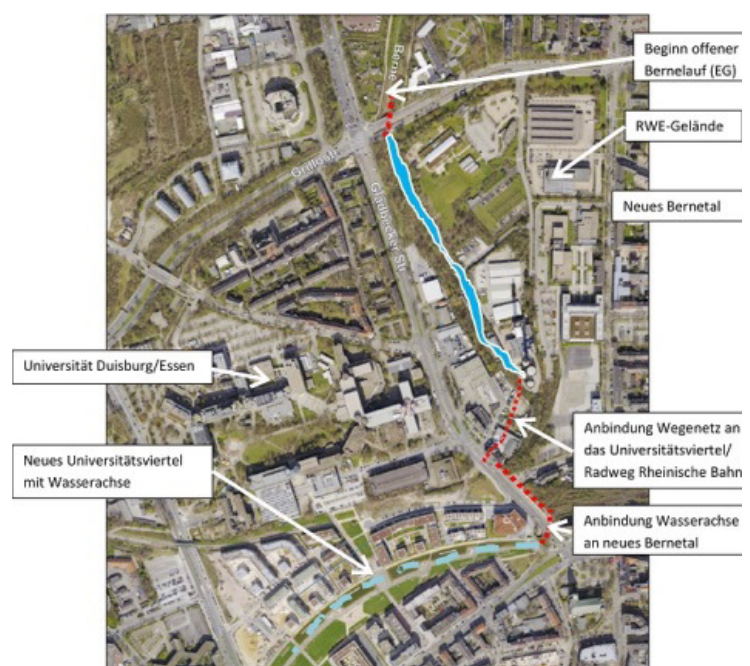 Beginn offener
Bernelauf (EG)
Berne
RWE-Gelände
Grillostr.
Neues Bernetal
Gladbecker Str.
Universität Duisburg/Essen
Anbindung Wegenetz an
das Universitätsviertel/
Radweg Rheinische Bahn
Neues Universitätsviertel
mit Wasserachse
Anbindung Wasserachse
an neues Bernetal